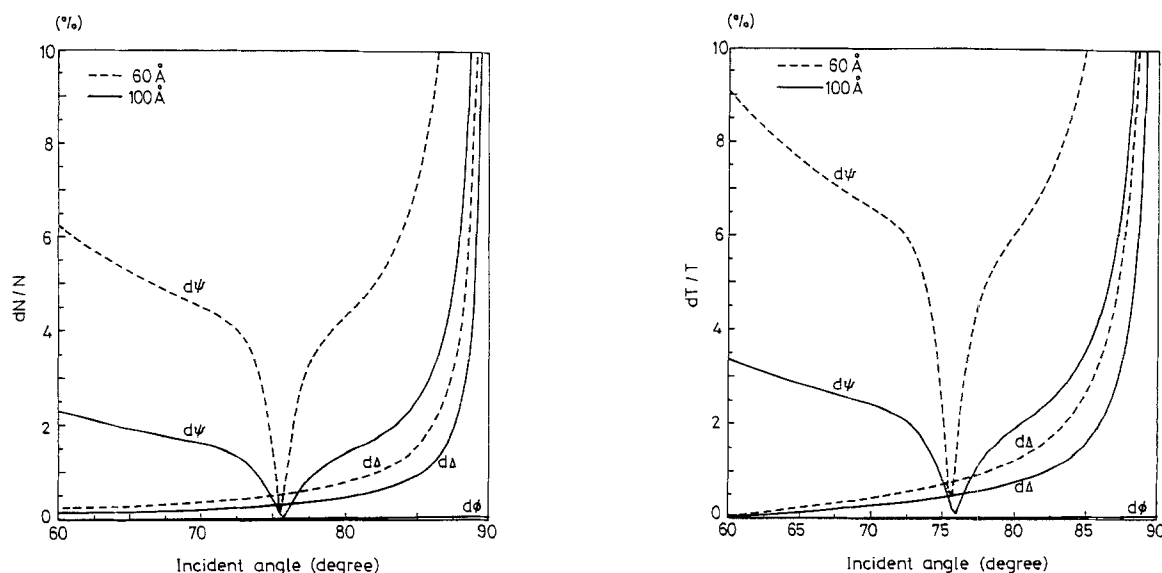 (%)
10
8
6
4
2
0
dN / N
60 Å
100 Å
dψ
dψ
dΔ
dΔ
dϕ
60
75
80
90
Incident angle (degree)
(%)
10
8
6
4
2
0
dT / T
60 Å
100 Å
dψ
dψ
dΔ
dΔ
dϕ
60
65
70
75
80
85
90
Incident angle (degree)